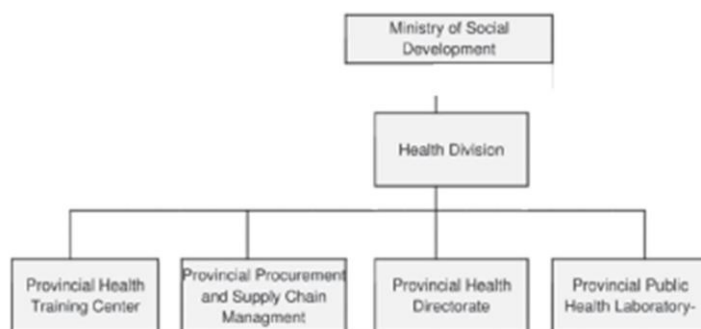 Ministry of Social
Development
Health Division
Provincial Health
Training Center
Provincial Procurement
and Supply Chain
Managment
Provincial Health
Directorate
Provincial Public
Health Laboratory-